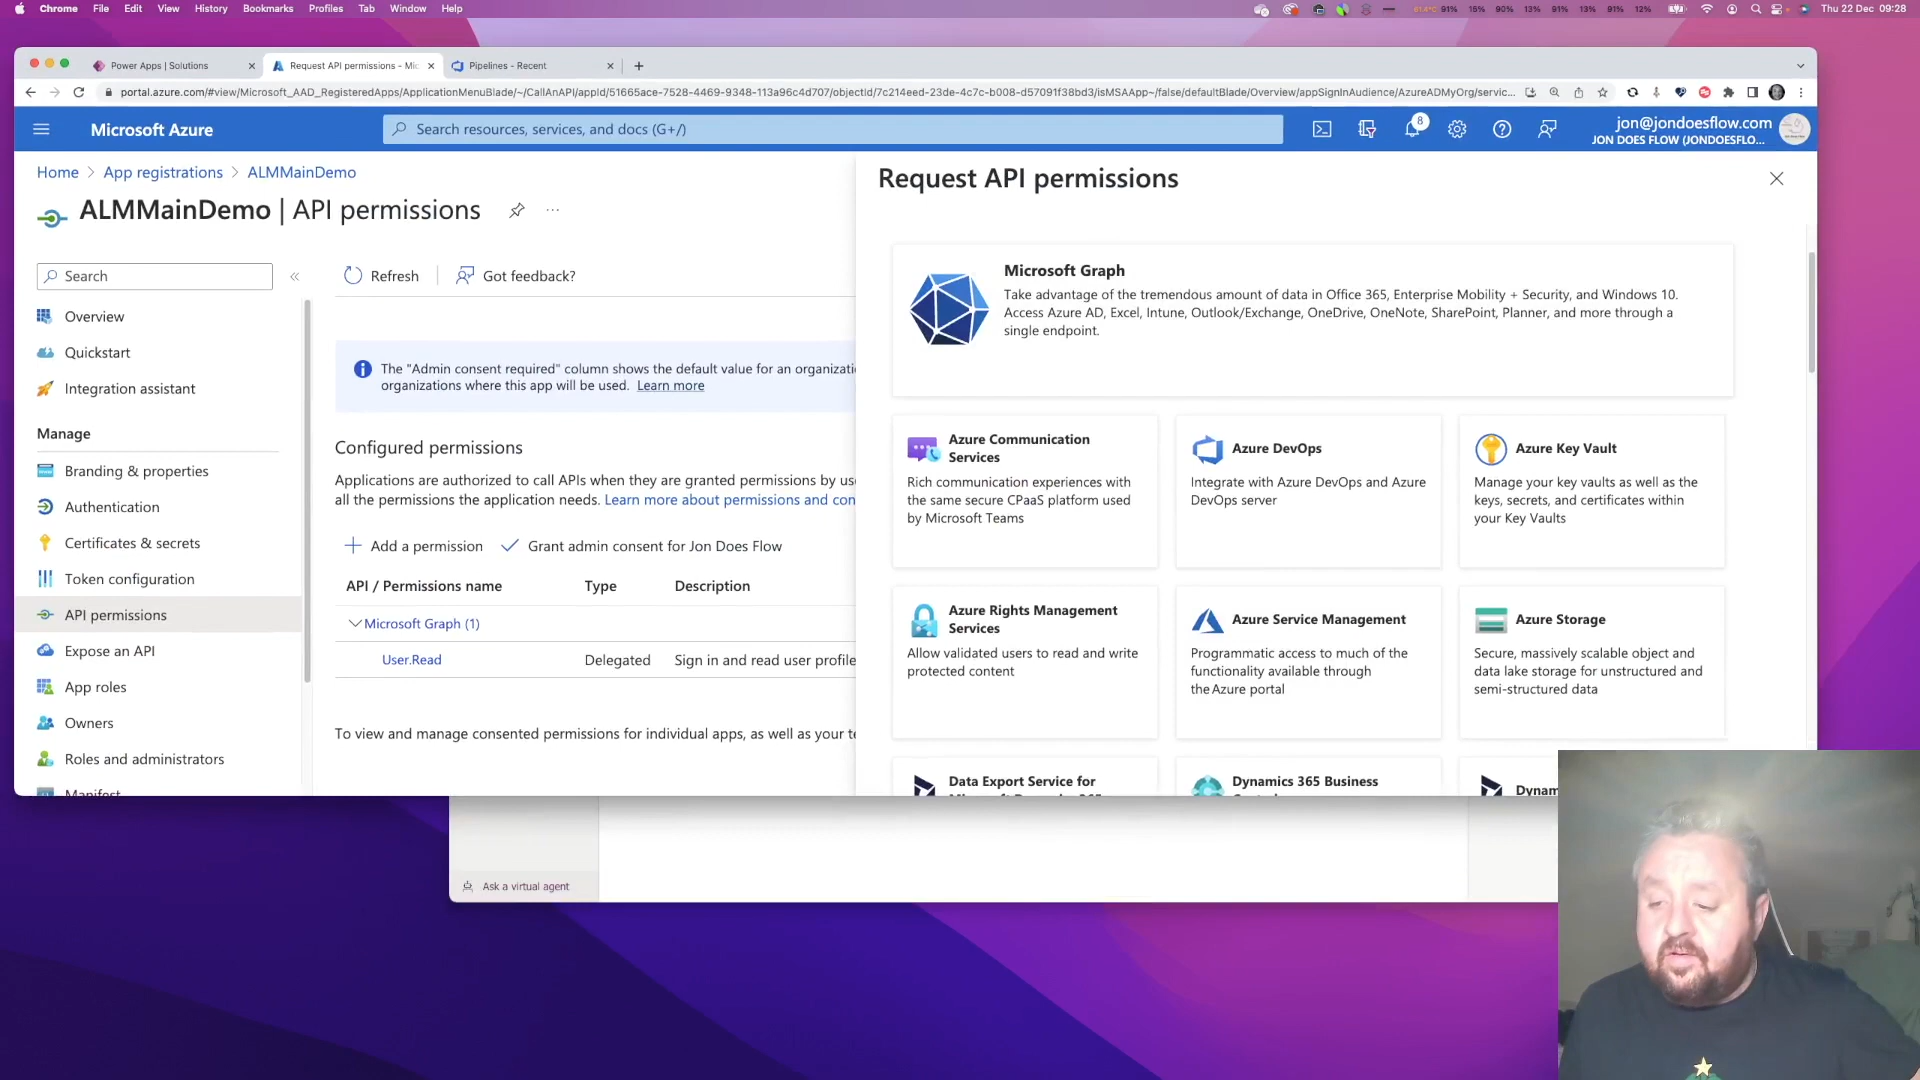 Chrome File Edit View History Bookmarks Profiles Tab Window Help
Thu 22 Dec 09:28
Power Apps | Solutions
Request API permissions - Mic
Pipelines - Recent
portal.azure.com/#view/Microsoft_AAD_RegisteredApps/ApplicationMenuBlade/~/CallAnAPI/appId/51665ace-7528-4469-9348-113a96c4d707/objectId/7c214eed-23de-4c7c-b008-d57091f38bd3/isMSAApp~/false/defaultBlade/Overview/appSignInAudience/AzureADMyOrg/servic...
Microsoft Azure
Search resources, services, and docs (G+/)
8
jon@jondoesflow.com
JON DOES FLOW (JONDOESFLO...
Home > App registrations > ALMMainDemo
ALMMainDemo | API permissions
Search
Refresh
Got feedback?
Overview
Quickstart
Integration assistant
Manage
Branding & properties
Authentication
Certificates & secrets
Token configuration
API permissions
Expose an API
App roles
Owners
Roles and administrators
Manifest
The "Admin consent required" column shows the default value for an organizatio
organizations where this app will be used. Learn more
Configured permissions
Applications are authorized to call APIs when they are granted permissions by use
all the permissions the application needs. Learn more about permissions and con
Add a permission
Grant admin consent for Jon Does Flow
API / Permissions name Type Description
Microsoft Graph (1)
User.Read Delegated Sign in and read user profile
To view and manage consented permissions for individual apps, as well as your te
Request API permissions
Microsoft Graph
Take advantage of the tremendous amount of data in Office 365, Enterprise Mobility + Security, and Windows 10.
Access Azure AD, Excel, Intune, Outlook/Exchange, OneDrive, OneNote, SharePoint, Planner, and more through a
single endpoint.
Azure Communication
Services
Rich communication experiences with
the same secure CPaaS platform used
by Microsoft Teams
Azure DevOps
Integrate with Azure DevOps and Azure
DevOps server
Azure Key Vault
Manage your key vaults as well as the
keys, secrets, and certificates within
your Key Vaults
Azure Rights Management
Services
Allow validated users to read and write
protected content
Azure Service Management
Programmatic access to much of the
functionality available through
the Azure portal
Azure Storage
Secure, massively scalable object and
data lake storage for unstructured and
semi-structured data
Data Export Service for
Dynamics 365 Business
Dynam
Ask a virtual agent